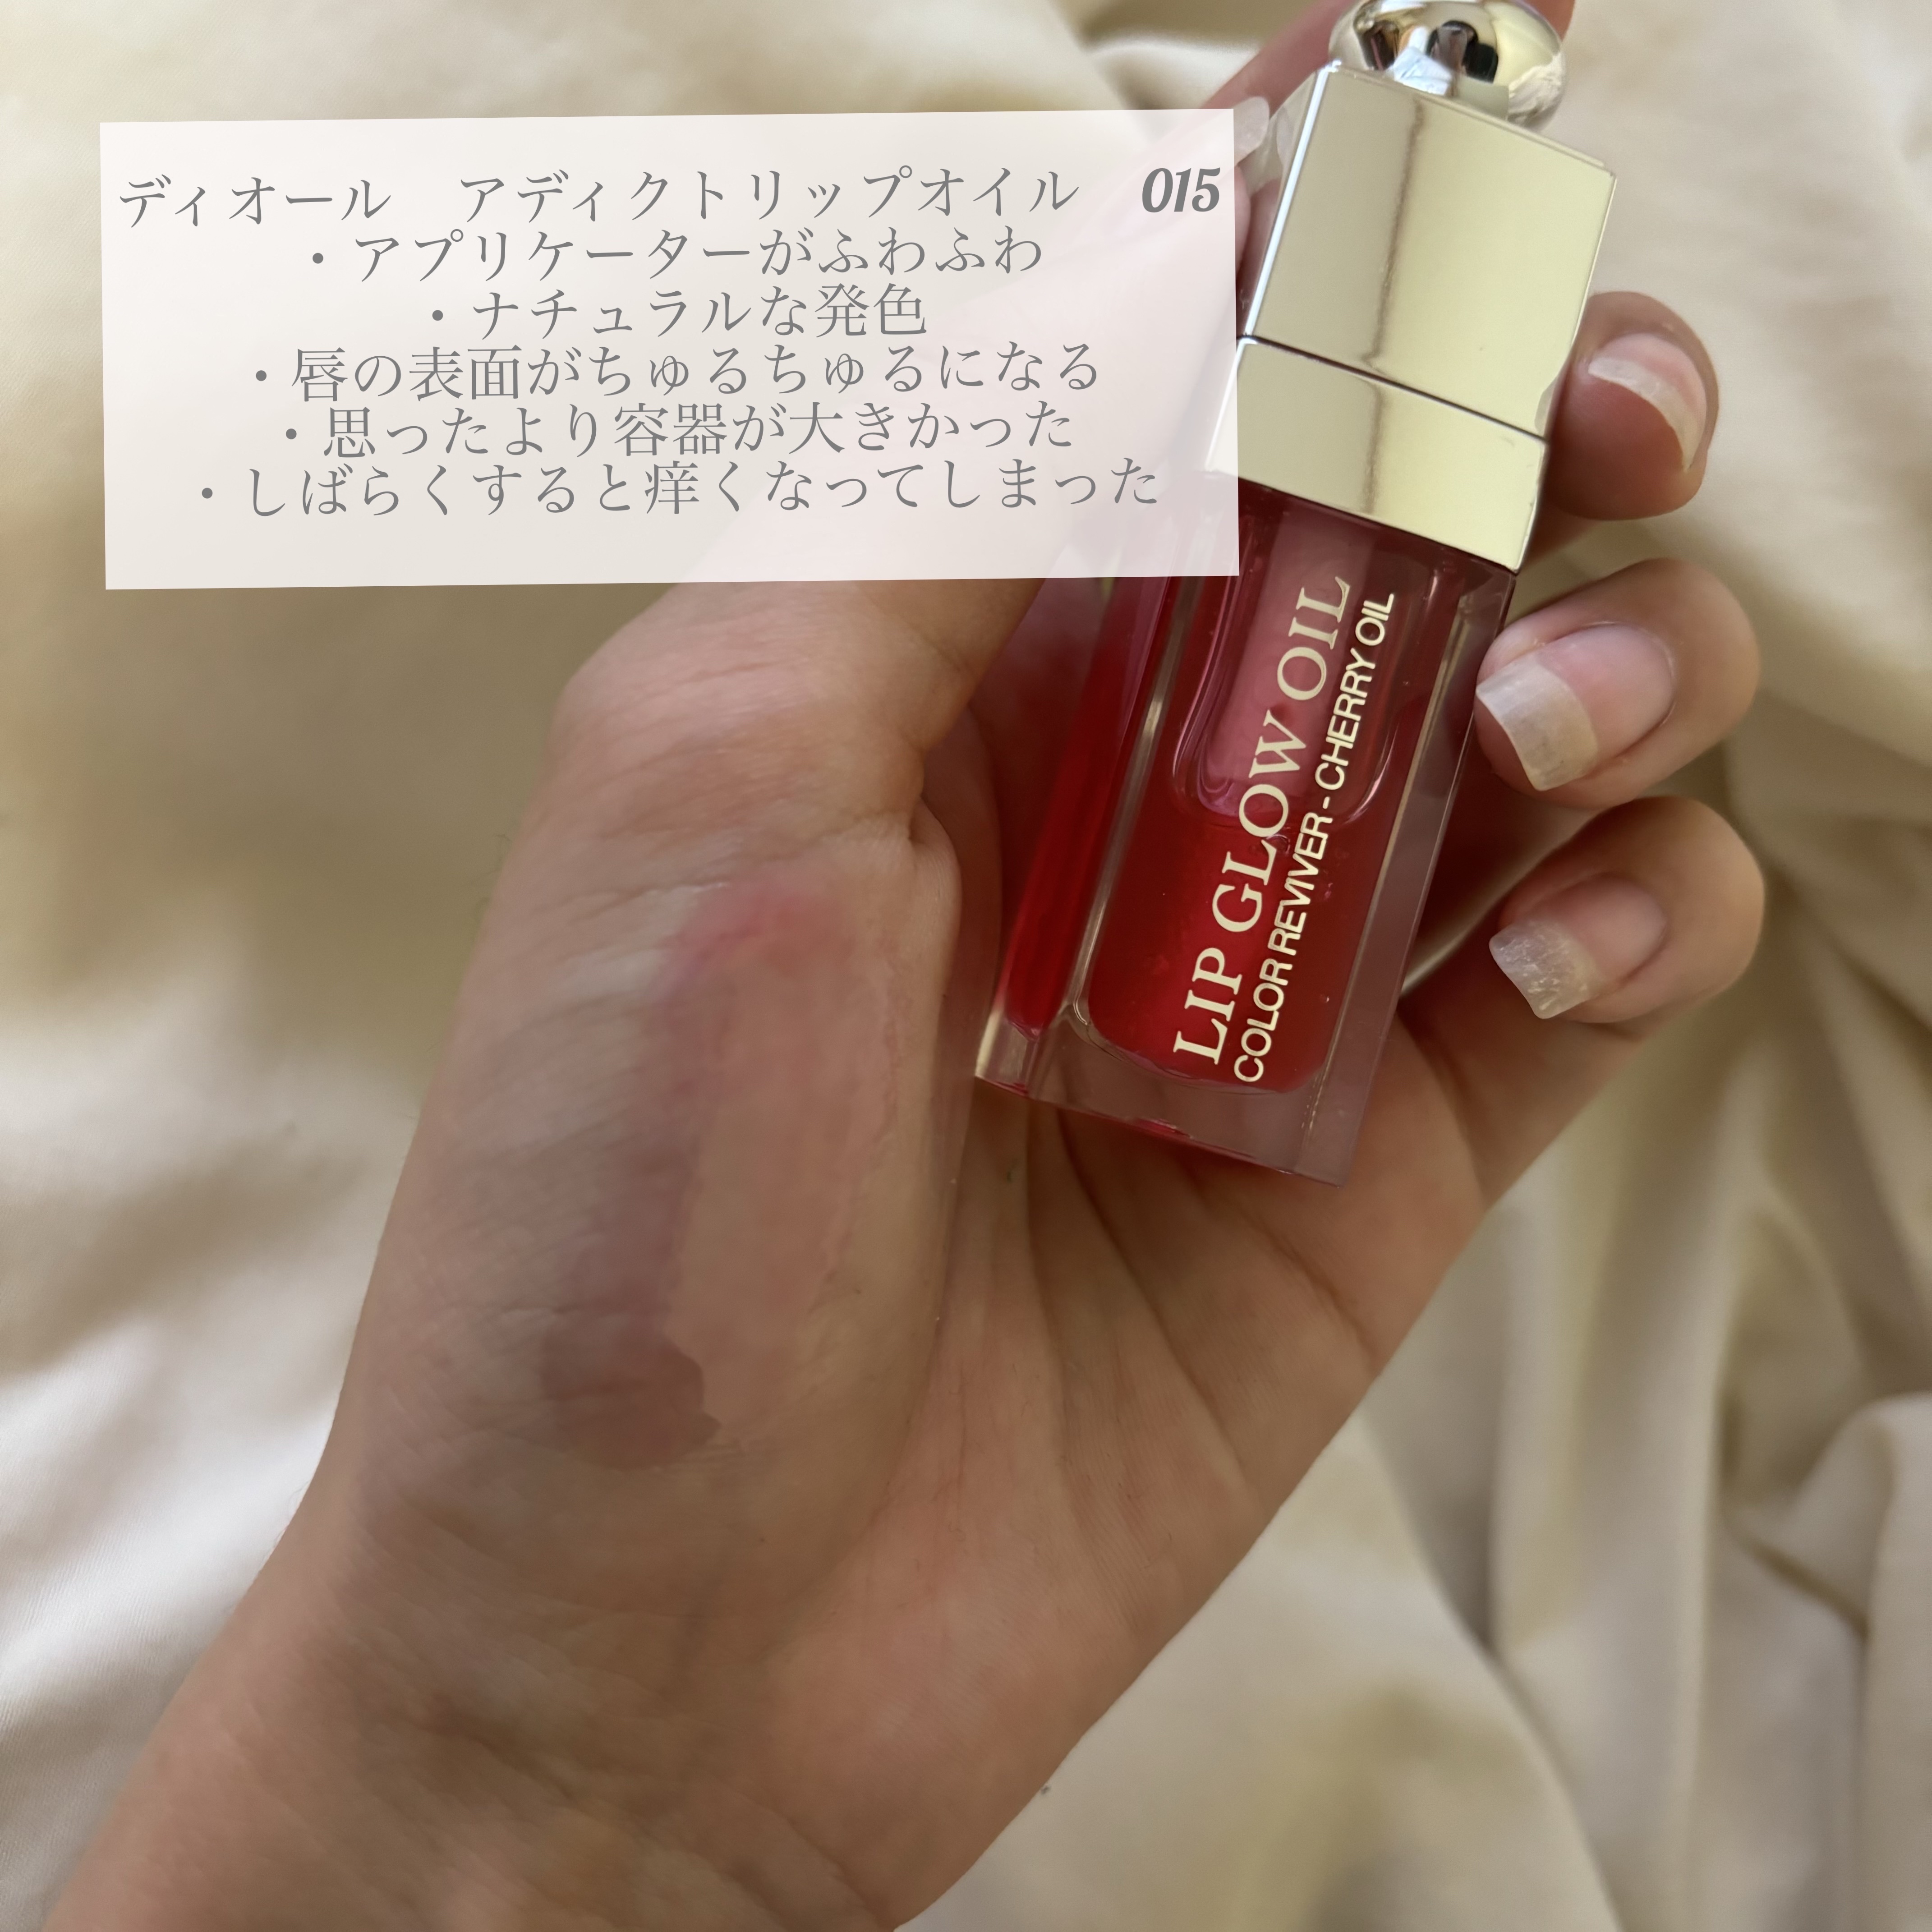 ディオール　アディクトリップオイル　015
・アプリケーターがふわふわ
・ナチュラルな発色
・唇の表面がちゅるちゅるになる
・思ったより容器が大きかった
・しばらくすると痒くなってしまった
LIP GLOW OIL
COLOR REVIVER - CHERRY OIL